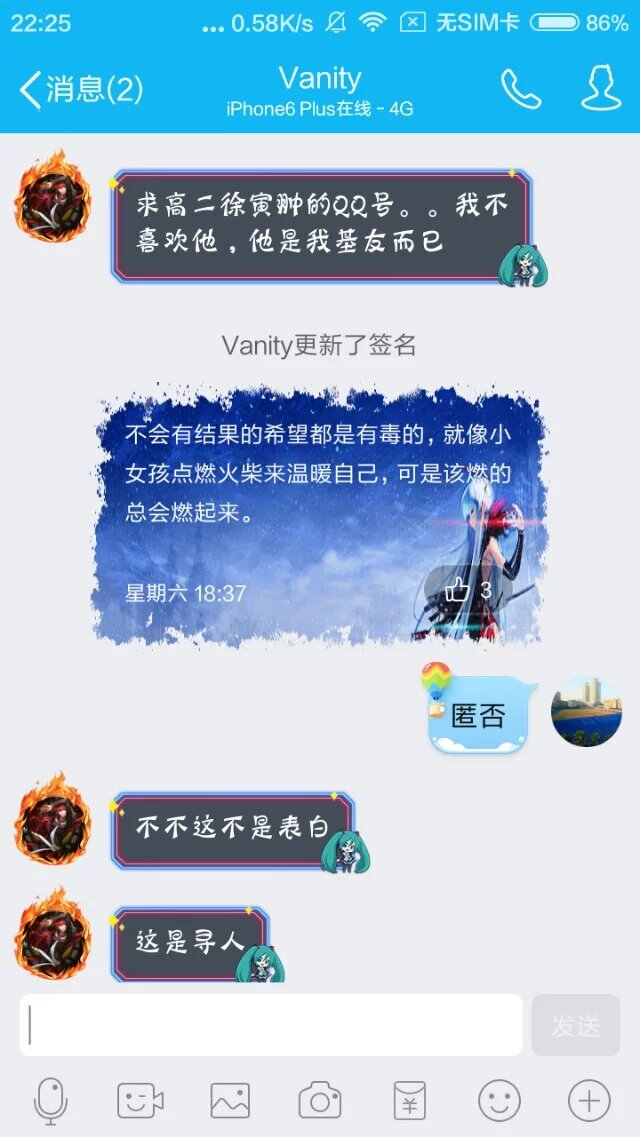 22:25 ... 0.58K/s 无SIM卡 86%
消息(2) Vanity
iPhone6 Plus在线 - 4G
求高二徐寅翀的QQ号。。我不
喜欢他，他是我基友而已
Vanity更新了签名
不会有结果的希望都是有毒的, 就像小
女孩点燃火柴来温暖自己, 可是该燃的
总会燃起来。
星期六 18:37 3
匿否
不不这不是表白
这是寻人
发送